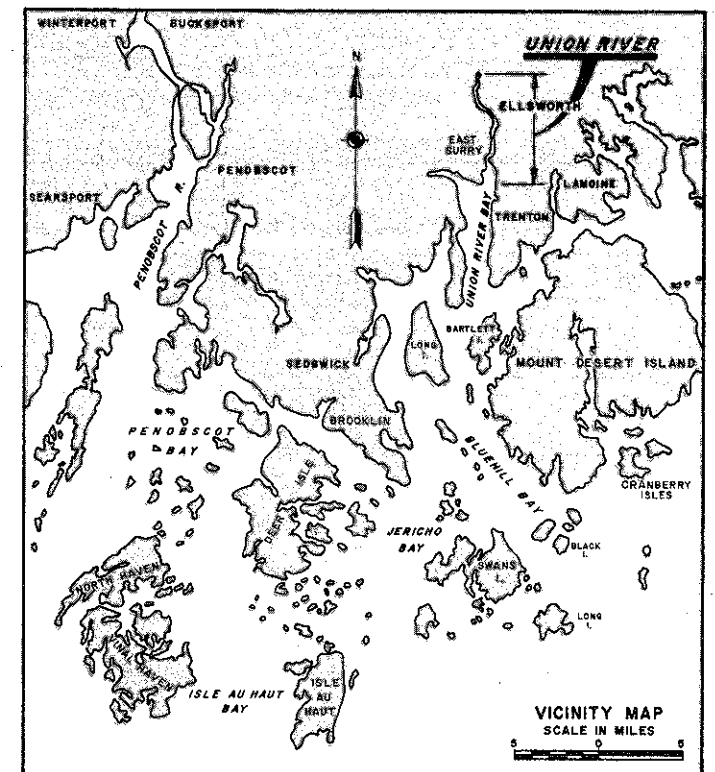 WINTERPORT
BUCKSPORT
UNION RIVER
N
ELLSWORTH
EAST
SURRY
PENOBSCOT
LAMOINE
SEARSPORT
PENOBSCOT R.
TRENTON
UNION RIVER BAY
LONG
I.
BARTLETT
I.
SEDGWICK
MOUNT DESERT ISLAND
BROOKLIN
PENOBSCOT
BAY
BLUEHILL BAY
DEER ISLE
CRANBERRY
ISLES
JERICHO
BAY
BLACK
I.
SWANS
I.
NORTH HAVEN
LONG
I.
VINAL HAVEN
ISLE AU HAUT
BAY
ISLE
AU
HAUT
VICINITY MAP
SCALE IN MILES
5 0 5